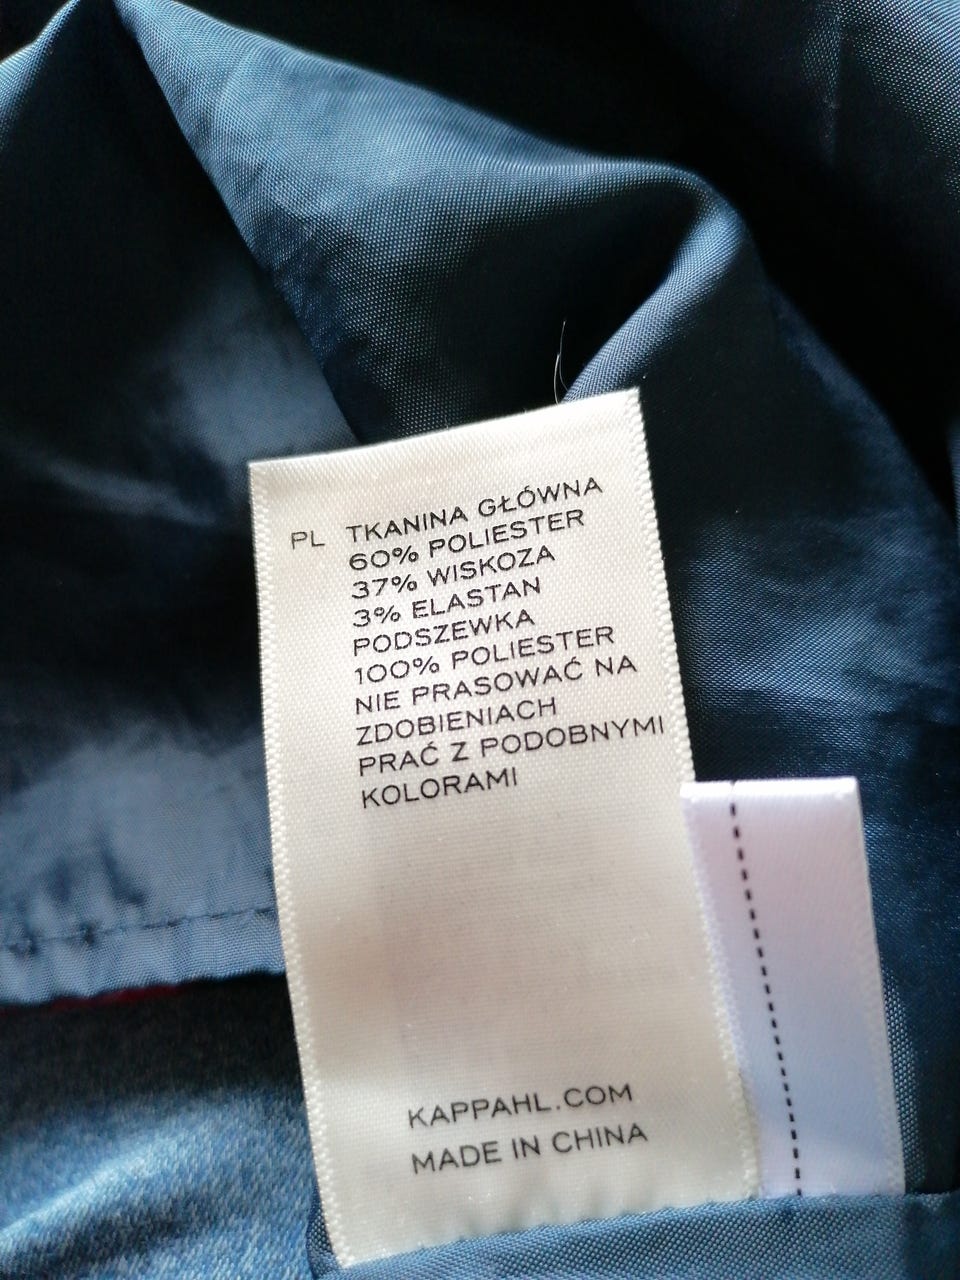 PL TKANINA GŁÓWNA
60% POLIESTER
37% WISKOZA
3% ELASTAN
PODSZEWKA
100% POLIESTER
NIE PRASOWAĆ NA
ZDOBIENIACH
PRAĆ Z PODOBNYMI
KOLORAMI
KAPPAHL.COM
MADE IN CHINA